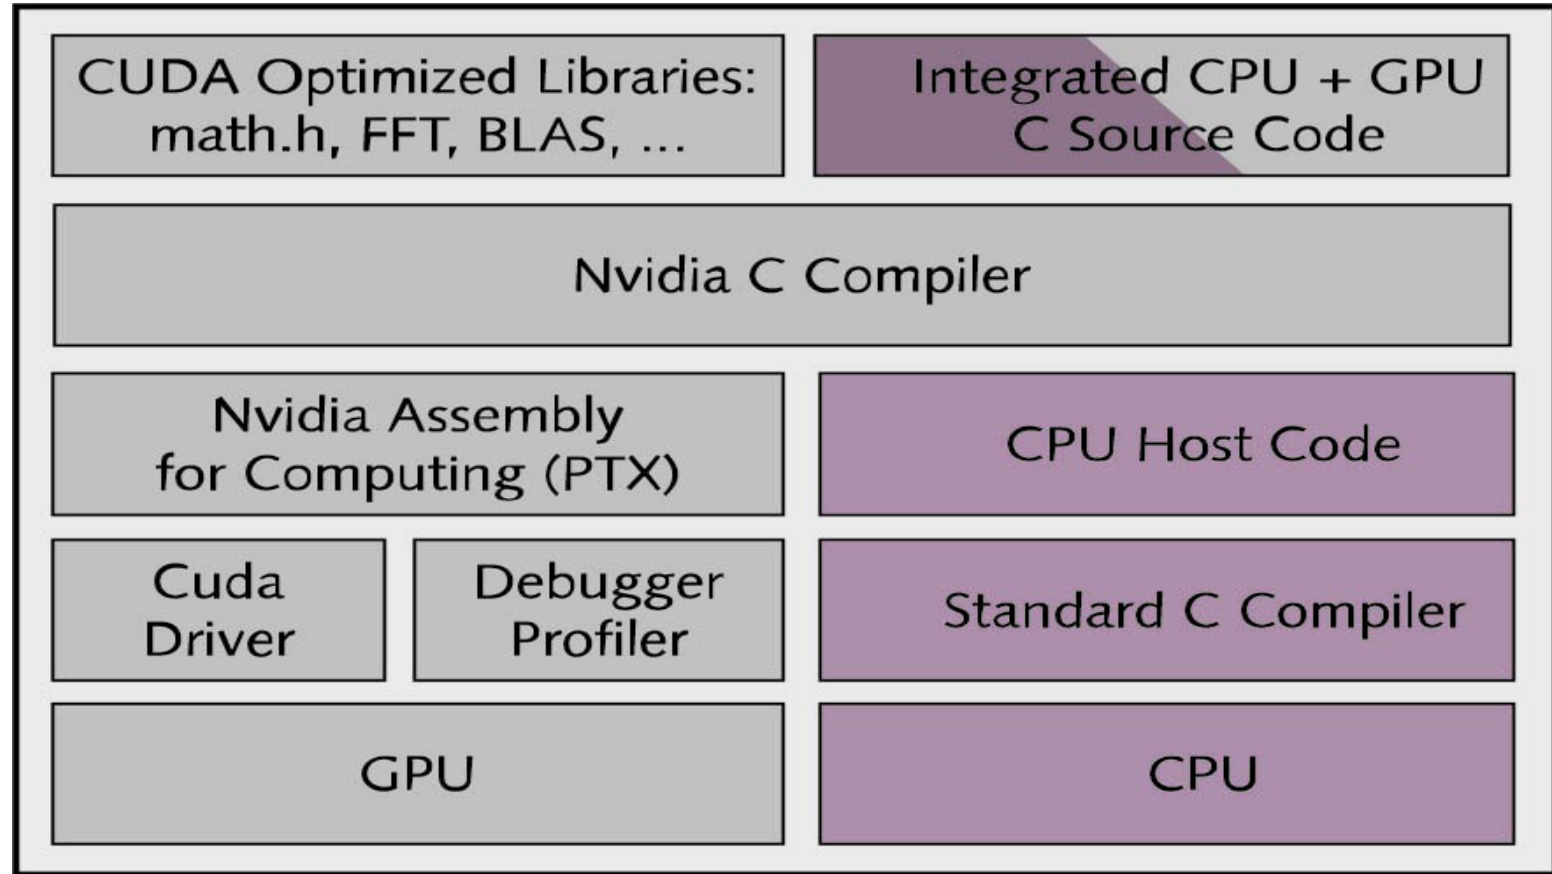 CUDA Optimized Libraries:
math.h, FFT, BLAS, ...
Integrated CPU + GPU
C Source Code
Nvidia C Compiler
Nvidia Assembly
for Computing (PTX)
CPU Host Code
Cuda
Driver
Debugger
Profiler
Standard C Compiler
GPU
CPU